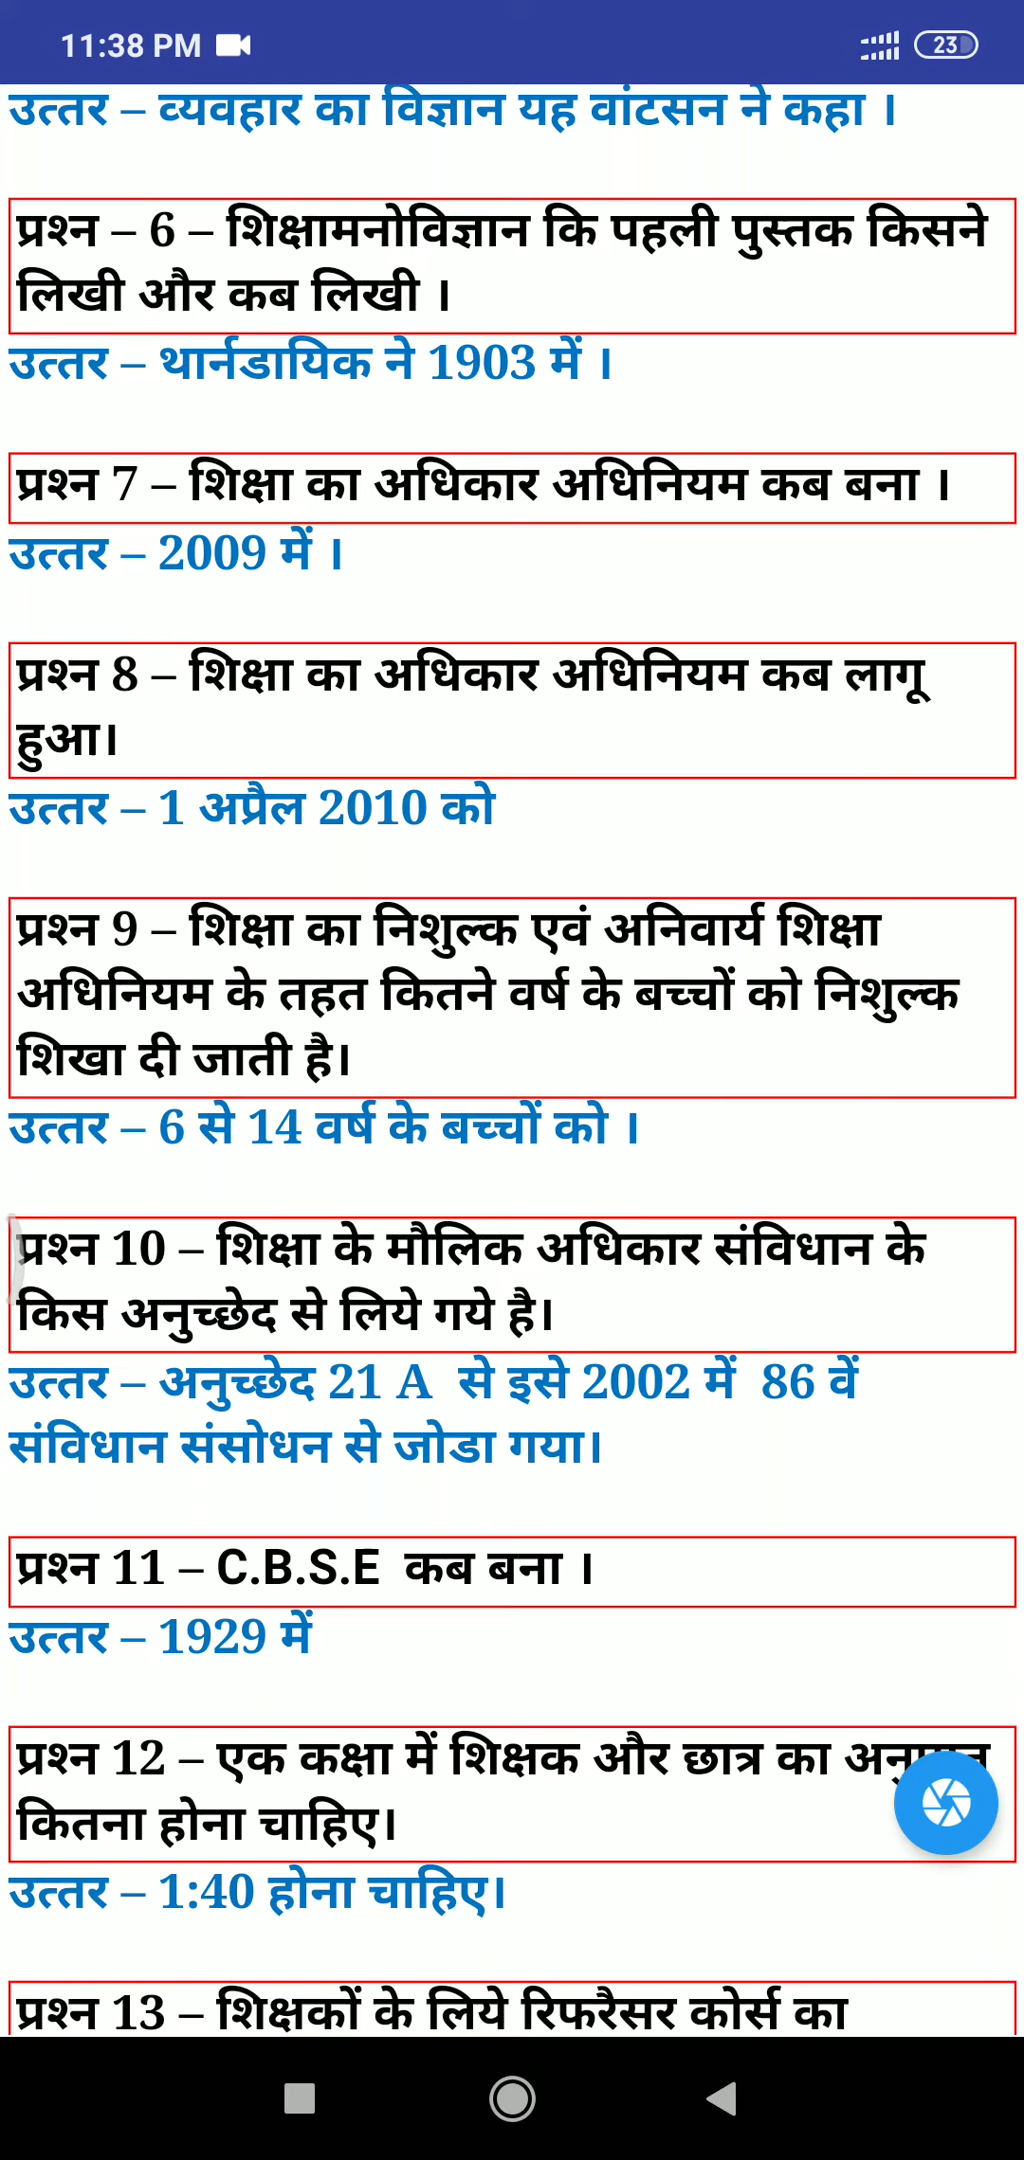 11:38 PM
23
उत्तर – व्यवहार का विज्ञान यह वांटसन ने कहा ।
प्रश्न – 6 – शिक्षामनोविज्ञान कि पहली पुस्तक किसने
लिखी और कब लिखी ।
उत्तर – थार्नडायिक ने 1903 में ।
प्रश्न 7 – शिक्षा का अधिकार अधिनियम कब बना ।
उत्तर – 2009 में ।
प्रश्न 8 – शिक्षा का अधिकार अधिनियम कब लागू
हुआ।
उत्तर – 1 अप्रैल 2010 को
प्रश्न 9 – शिक्षा का निशुल्क एवं अनिवार्य शिक्षा
अधिनियम के तहत कितने वर्ष के बच्चों को निशुल्क
शिखा दी जाती है।
उत्तर – 6 से 14 वर्ष के बच्चों को ।
प्रश्न 10 – शिक्षा के मौलिक अधिकार संविधान के
किस अनुच्छेद से लिये गये है।
उत्तर – अनुच्छेद 21 A से इसे 2002 में 86 वें
संविधान संसोधन से जोडा गया।
प्रश्न 11 – C.B.S.E कब बना ।
उत्तर – 1929 में
प्रश्न 12 – एक कक्षा में शिक्षक और छात्र का
कितना होना चाहिए।
उत्तर – 1:40 होना चाहिए।
प्रश्न 13 – शिक्षकों के लिये रिफरैसर कोर्स का